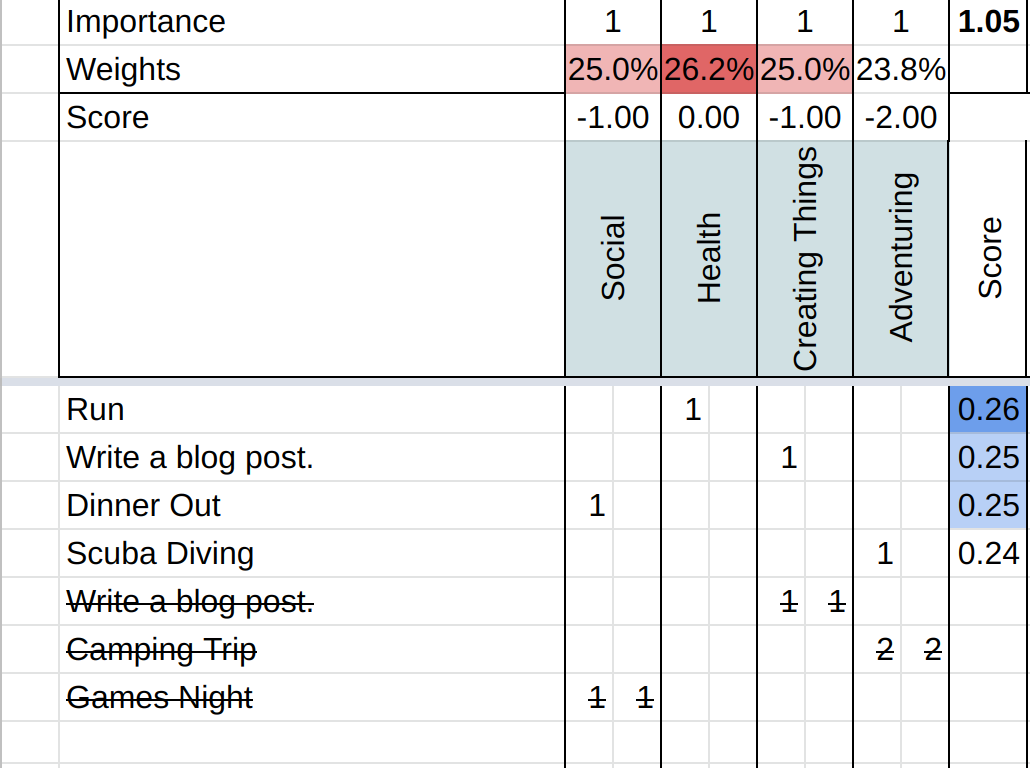 Importance 1 1 1 1 1.05
Weights 25.0% 26.2% 25.0% 23.8%
Score -1.00 0.00 -1.00 -2.00
Social Health Creating Things Adventuring Score
Run 1 0.26
Write a blog post. 1 0.25
Dinner Out 1 0.25
Scuba Diving 1 0.24
Write a blog post. 1 1
Camping Trip 2 2
Games Night 1 1